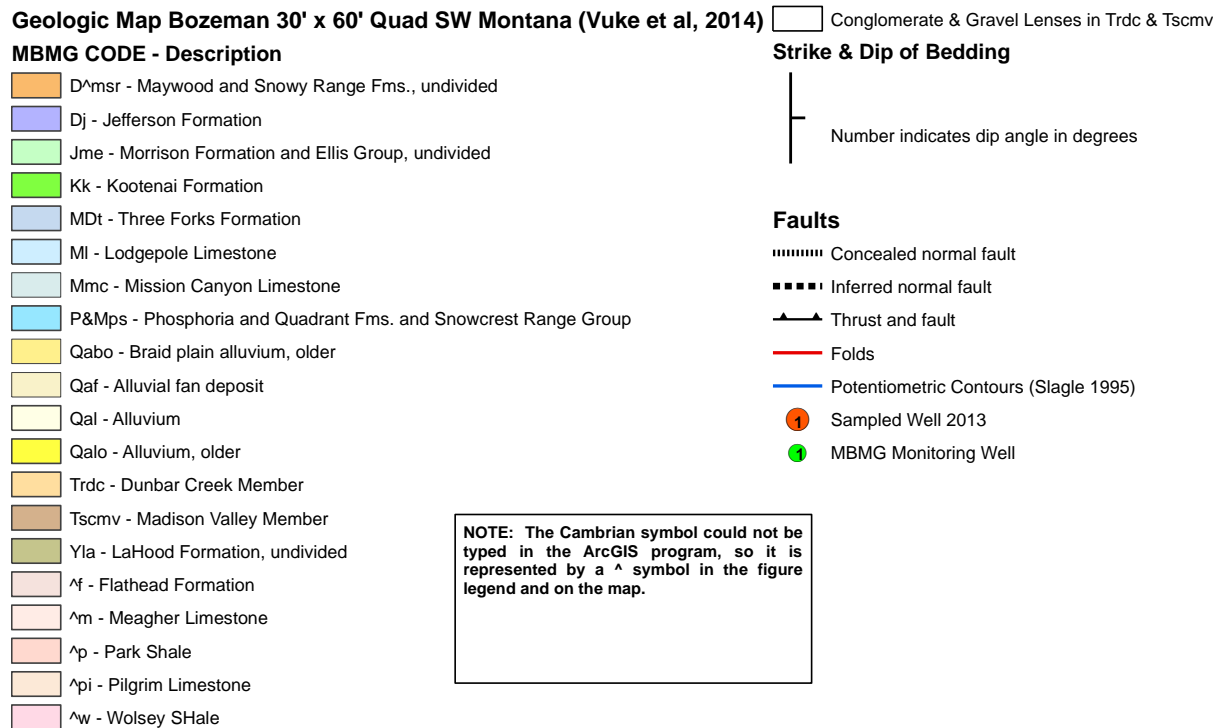 Geologic Map Bozeman 30' x 60' Quad SW Montana (Vuke et al, 2014)
MBMG CODE - Description
D^msr - Maywood and Snowy Range Fms., undivided
Dj - Jefferson Formation
Jme - Morrison Formation and Ellis Group, undivided
Kk - Kootenai Formation
MDt - Three Forks Formation
Ml - Lodgepole Limestone
Mmc - Mission Canyon Limestone
P&Mps - Phosphoria and Quadrant Fms. and Snowcrest Range Group
Qabo - Braid plain alluvium, older
Qaf - Alluvial fan deposit
Qal - Alluvium
Qalo - Alluvium, older
Trdc - Dunbar Creek Member
Tscmv - Madison Valley Member
Yla - LaHood Formation, undivided
^f - Flathead Formation
^m - Meagher Limestone
^p - Park Shale
^pi - Pilgrim Limestone
^w - Wolsey SHale
Conglomerate & Gravel Lenses in Trdc & Tscmv
Strike & Dip of Bedding
Number indicates dip angle in degrees
Faults
Concealed normal fault
Inferred normal fault
Thrust and fault
Folds
Potentiometric Contours (Slagle 1995)
1 Sampled Well 2013
1 MBMG Monitoring Well
NOTE: The Cambrian symbol could not be
typed in the ArcGIS program, so it is
represented by a ^ symbol in the figure
legend and on the map.